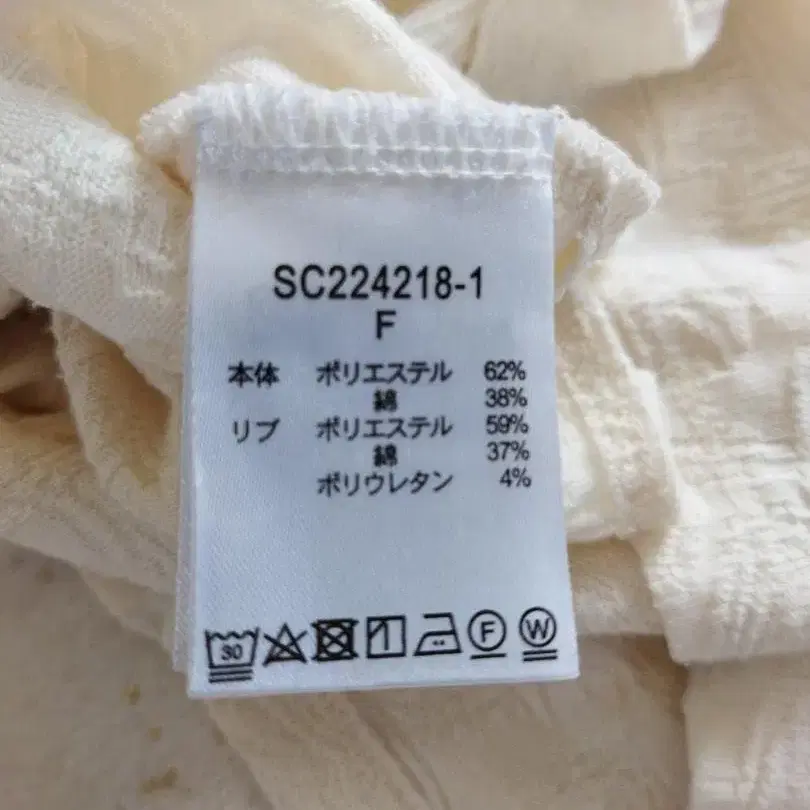 SC224218-1
F
本体 ポリエステル 62%
綿 38%
リブ ポリエステル 59%
綿 37%
ポリウレタン 4%
30 F W